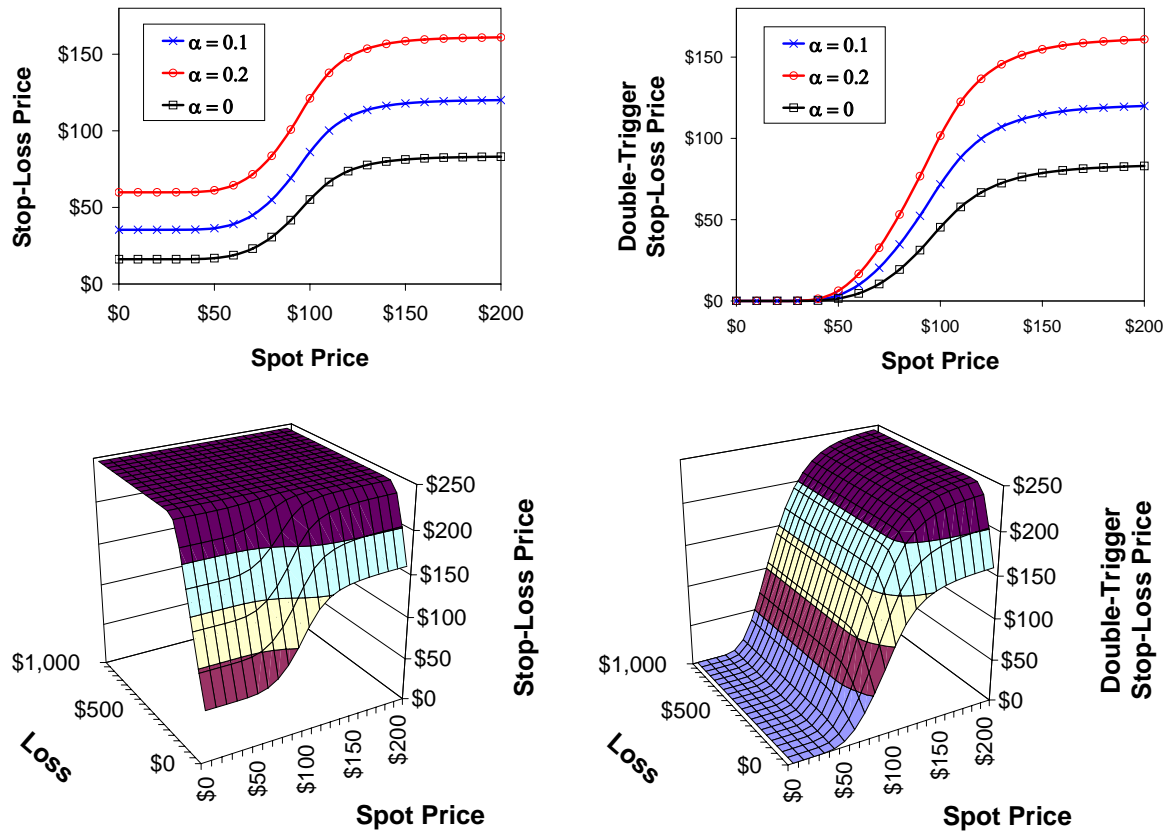 Stop-Loss Price
$150
$100
$50
$0
α = 0.1
α = 0.2
α = 0
$0
$50
$100
$150
$200
Spot Price
Double-Trigger
Stop-Loss Price
$150
$100
$50
$0
α = 0.1
α = 0.2
α = 0
$0
$50
$100
$150
$200
Spot Price
$250
$200
$150
$100
$50
$0
Stop-Loss Price
$1,000
$500
$0
Loss
$0
$50
$100
$150
$200
Spot Price
$250
$200
$150
$100
$50
$0
Double-Trigger
Stop-Loss Price
$1,000
$500
$0
Loss
$0
$50
$100
$150
$200
Spot Price